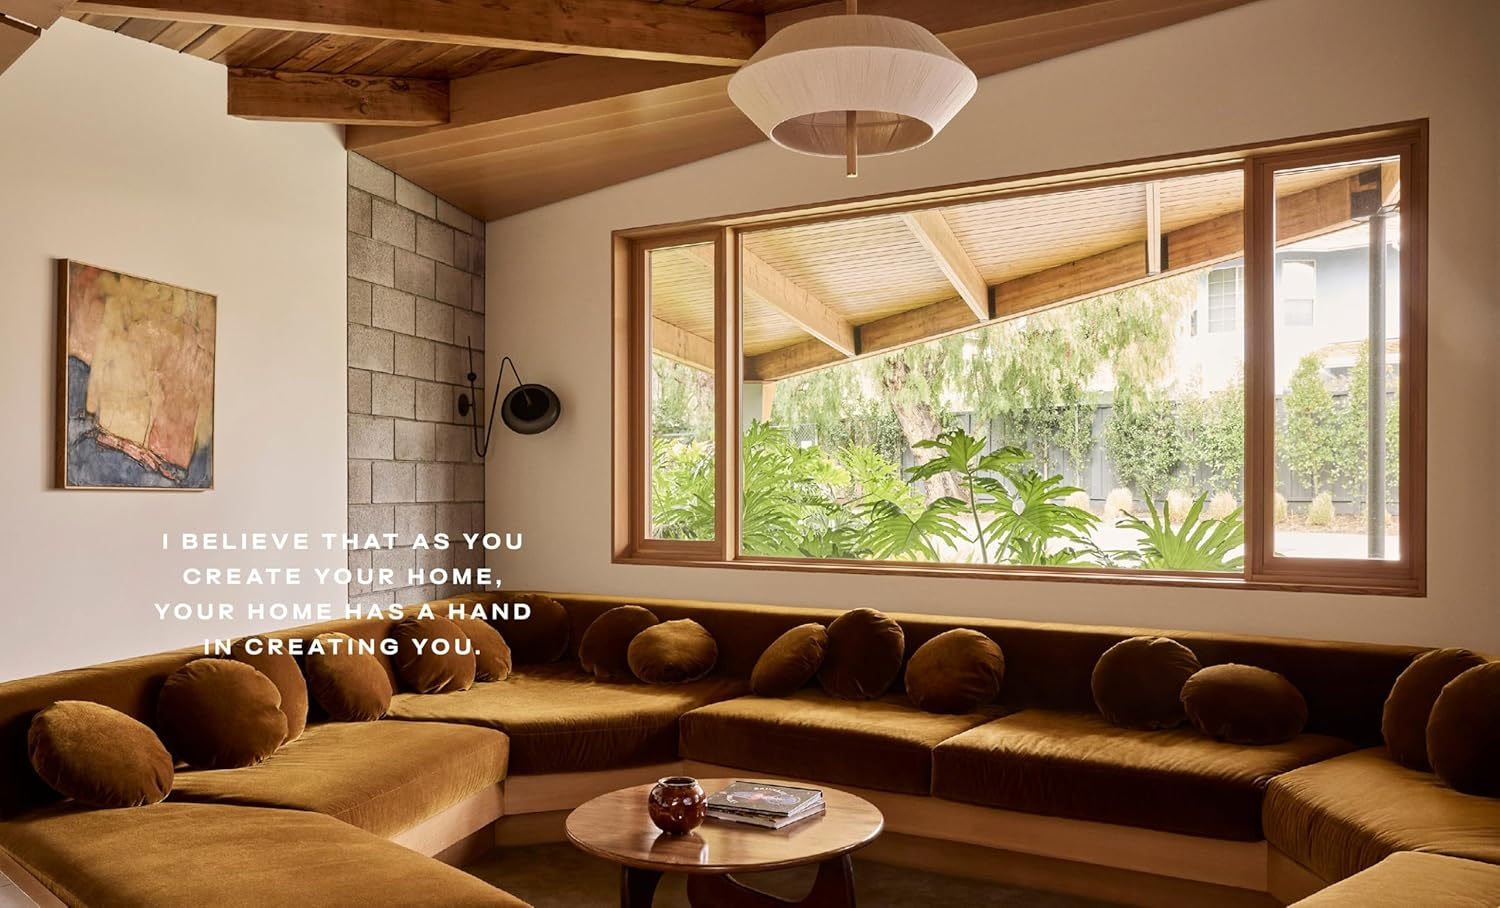 I BELIEVE THAT AS YOU
CREATE YOUR HOME,
YOUR HOME HAS A HAND
IN CREATING YOU.